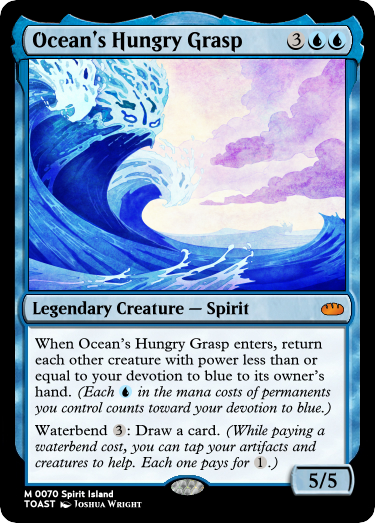 Ocean's Hungry Grasp 3
Legendary Creature — Spirit
When Ocean's Hungry Grasp enters, return
each other creature with power less than or
equal to your devotion to blue to its owner's
hand. (Each in the mana costs of permanents
you control counts toward your devotion to blue.)
Waterbend 3: Draw a card. (While paying a
waterbend cost, you can tap your artifacts and
creatures to help. Each one pays for 1.)
5/5
M 0070 Spirit Island
TOAST Joshua Wright